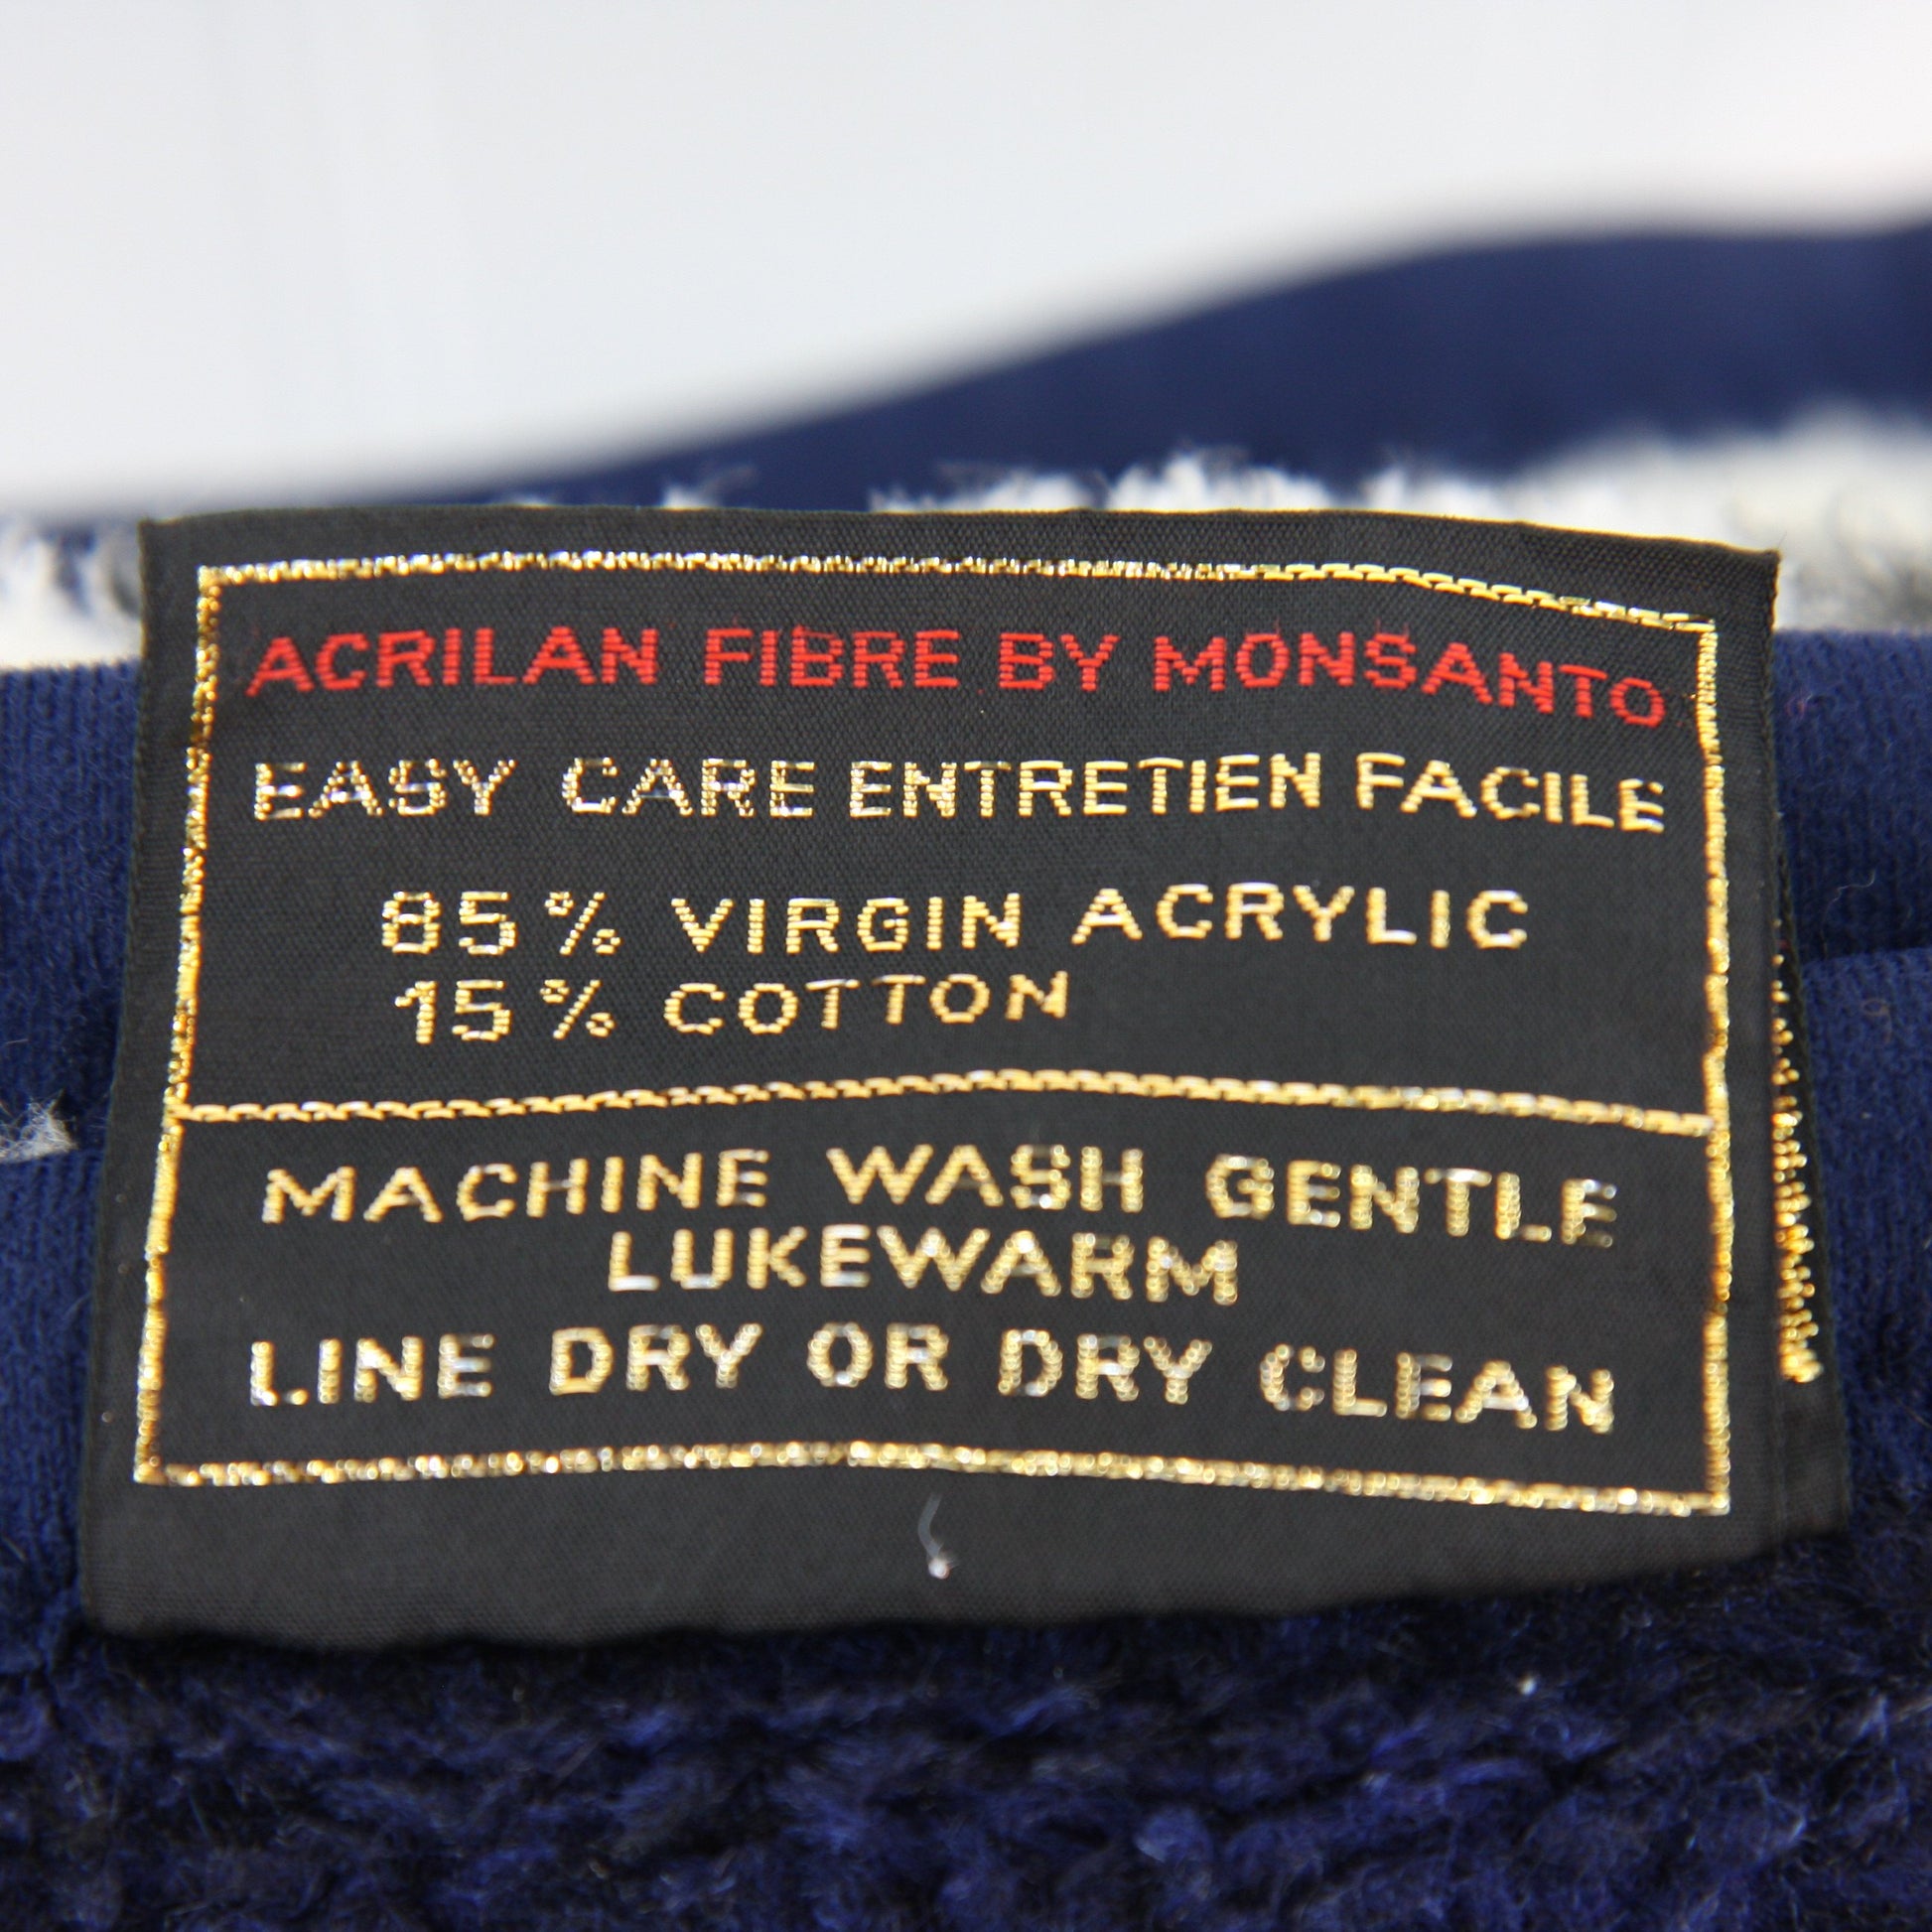 ACRILAN FIBRE BY MONSANTO
EASY CARE ENTRETIEN FACILE
85% VIRGIN ACRYLIC
15% COTTON
MACHINE WASH GENTLE
LUKEWARM
LINE DRY OR DRY CLEAN